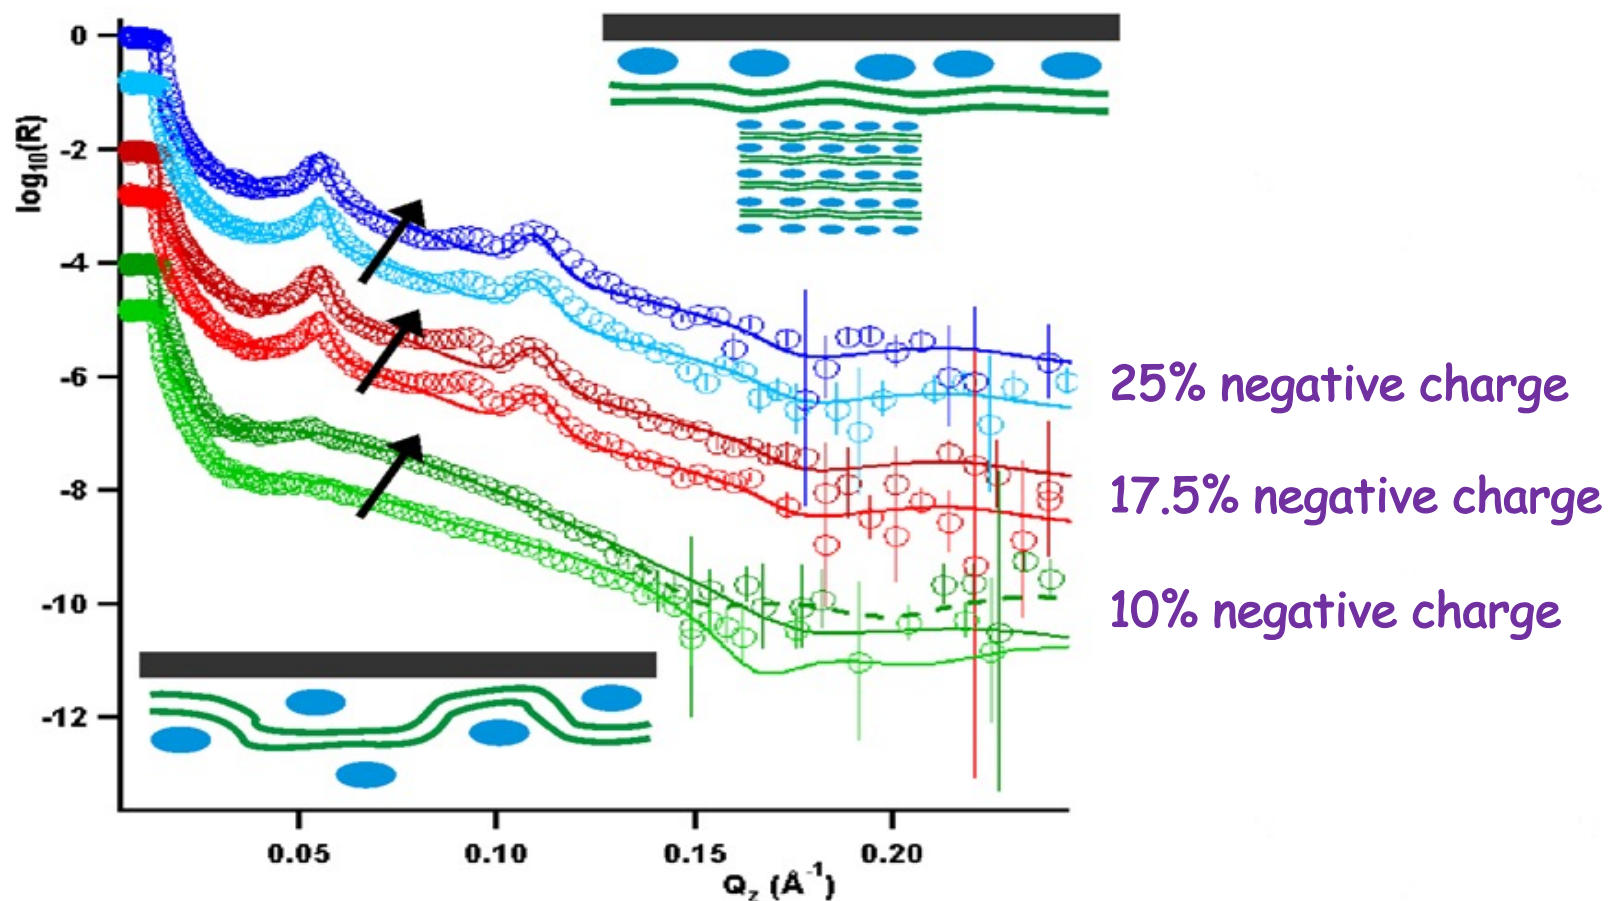 log10(R)
0
-2
-4
-6
-8
-10
-12
25% negative charge
17.5% negative charge
10% negative charge
0.05 0.10 0.15 0.20
Qz (Å-1)